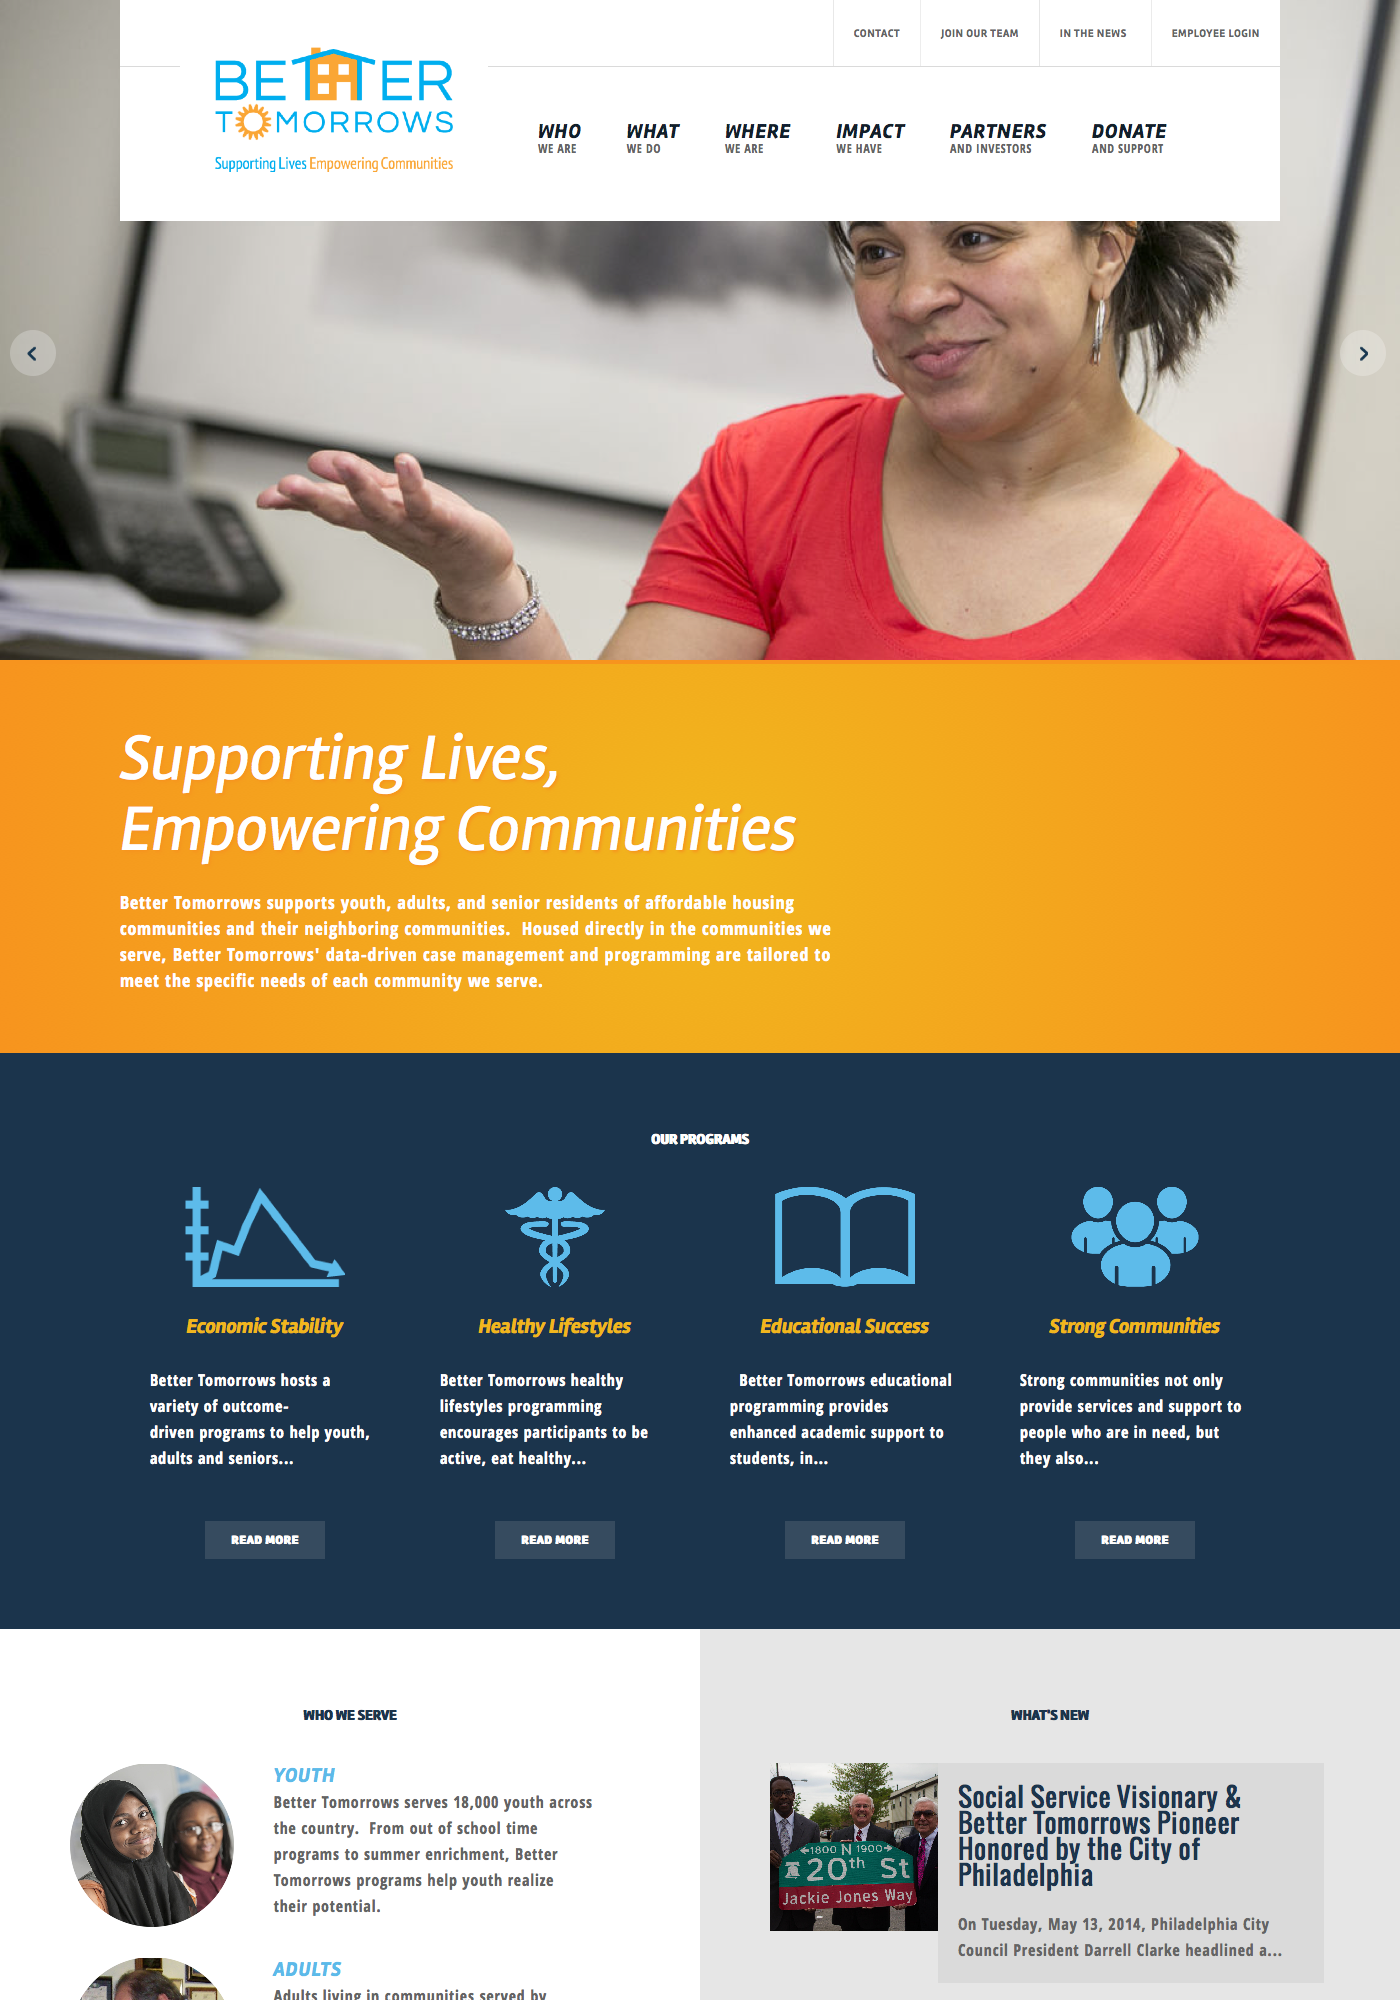 CONTACT
JOIN OUR TEAM
IN THE NEWS
EMPLOYEE LOGIN
BETTER
TOMORROWS
Supporting Lives Empowering Communities
WHO
WE ARE
WHAT
WE DO
WHERE
WE ARE
IMPACT
WE HAVE
PARTNERS
AND INVESTORS
DONATE
AND SUPPORT
Supporting Lives,
Empowering Communities
Better Tomorrows supports youth, adults, and senior residents of affordable housing
communities and their neighboring communities.  Housed directly in the communities we
serve, Better Tomorrows' data-driven case management and programming are tailored to
meet the specific needs of each community we serve.
OUR PROGRAMS
Economic Stability
Better Tomorrows hosts a
variety of outcome-
driven programs to help youth,
adults and seniors...
READ MORE
Healthy Lifestyles
Better Tomorrows healthy
lifestyles programming
encourages participants to be
active, eat healthy...
READ MORE
Educational Success
Better Tomorrows educational
programming provides
enhanced academic support to
students, in...
READ MORE
Strong Communities
Strong communities not only
provide services and support to
people who are in need, but
they also...
READ MORE
WHO WE SERVE
YOUTH
Better Tomorrows serves 18,000 youth across
the country.  From out of school time
programs to summer enrichment, Better
Tomorrows programs help youth realize
their potential.
ADULTS
Adults living in communities served by
WHAT'S NEW
1800 N 1900
20th St
Jackie Jones Way
Social Service Visionary &
Better Tomorrows Pioneer
Honored by the City of
Philadelphia
On Tuesday, May 13, 2014, Philadelphia City
Council President Darrell Clarke headlined a...